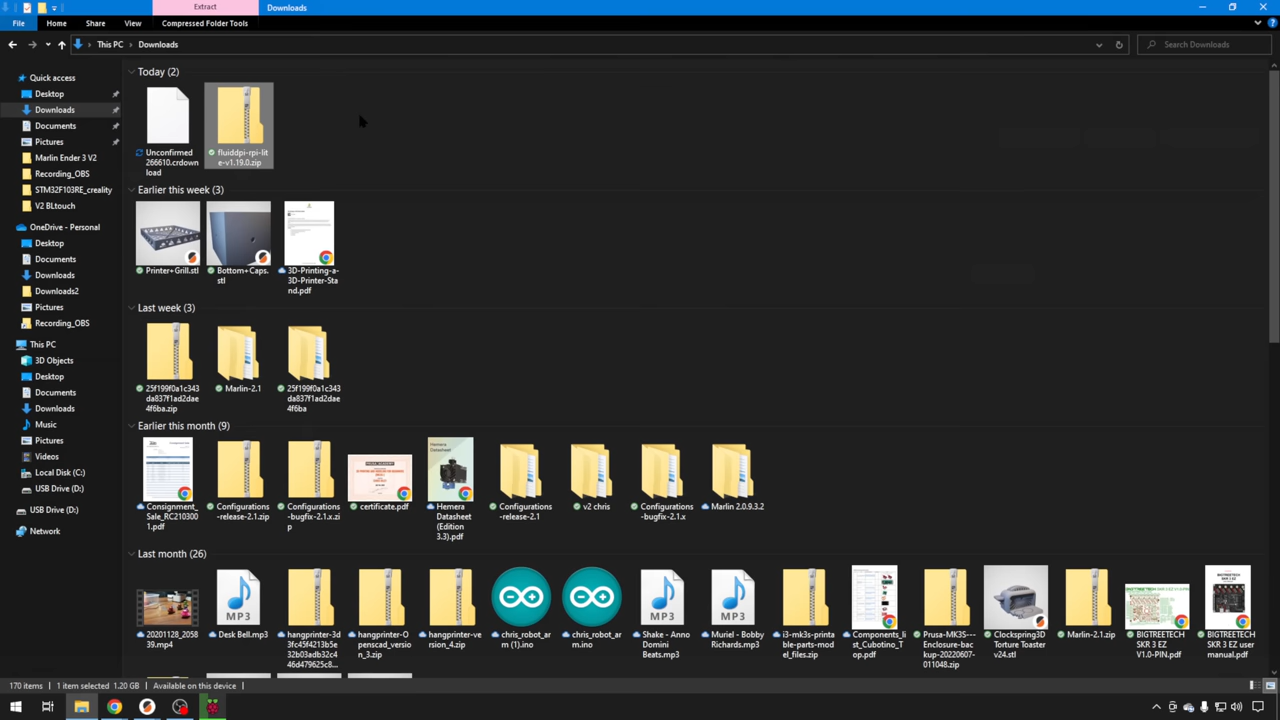 Extract
Downloads
File
Home
Share
View
Compressed Folder Tools
This PC
Downloads
Search Downloads
Quick access
Desktop
Downloads
Documents
Pictures
Marlin Ender 3 V2
Recording_OBS
STM32F103RE_creality
V2 BLtouch
OneDrive - Personal
Desktop
Documents
Downloads
Downloads2
Pictures
Recording_OBS
This PC
3D Objects
Desktop
Documents
Downloads
Music
Pictures
Videos
Local Disk (C:)
USB Drive (D:)
USB Drive (D:)
Network
Today (2)
Unconfirmed
266610.crdown
load
fluiddpi-rpi-lit
e-v1.19.0.zip
Earlier this week (3)
Printer+Grill.stl
Bottom+Caps.
stl
3D-Printing-a-
3D-Printer-Sta
nd.pdf
Last week (3)
25f199f0a1c343
da837f1ad2dae
4f6ba.zip
Marlin-2.1
25f199f0a1c343
da837f1ad2dae
4f6ba
Earlier this month (9)
Consignment_
Sale_RC210300
1.pdf
Configurations
-release-2.1.zip
Configurations
-bugfix-2.1.x.zi
p
certificate.pdf
Hemera
Datasheet
(Edition
3.3).pdf
Configurations
-release-2.1
v2 chris
Configurations
-bugfix-2.1.x
Marlin 2.0.9.3.2
Last month (26)
20201128_2058
39.mp4
MP3
Desk Bell.mp3
hangprinter-3d
3fc45f4213b5e
32b03adb32c4
46d479625c8...
hangprinter-O
penscad_version
_3.zip
hangprinter-ve
rsion_4.zip
chris_robot_ar
m (1).ino
chris_robot_ar
m.ino
MP3
Shake - Anno
Domini
Beats.mp3
MP3
Muriel - Bobby
Richards.mp3
i3-mk3s-printa
ble-parts-mod
el_files.zip
Components_li
st_Cubotino_T
op.pdf
Prusa-MK3S---
Enclosure-bac
kup-20220607-
011048.zip
Clockspring3D
Torture Toaster
v24.stl
Marlin-2.1.zip
BIGTREETECH
SKR 3 EZ
V1.0-PIN.pdf
BIGTREETECH
SKR 3 EZ user
manual.pdf
170 items
1 item selected 1.20 GB
Available on this device